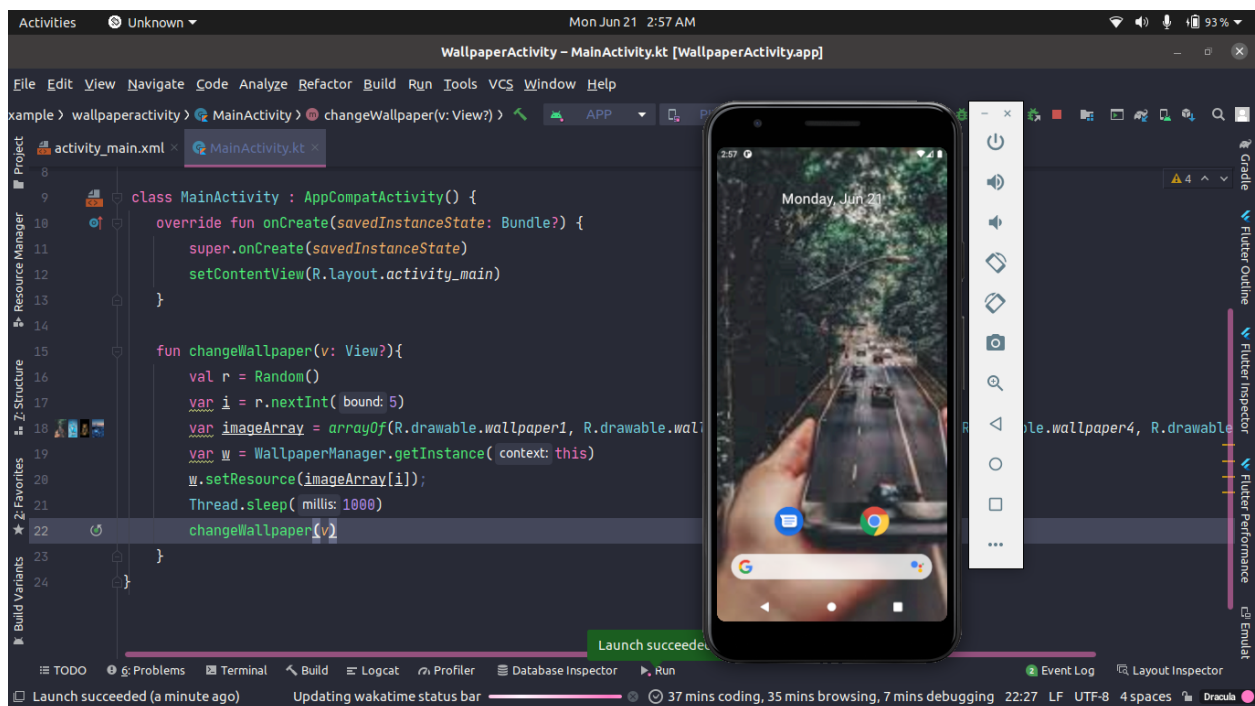 Activities Unknown Mon Jun 21 2:57 AM 93 %
WallpaperActivity – MainActivity.kt [WallpaperActivity.app]
File Edit View Navigate Code Analyze Refactor Build Run Tools VCS Window Help
xample wallpaperactivity MainActivity changeWallpaper(v: View?) APP
activity_main.xml MainActivity.kt
8
9 class MainActivity : AppCompatActivity() {
10 override fun onCreate(savedInstanceState: Bundle?) {
11 super.onCreate(savedInstanceState)
12 setContentView(R.layout.activity_main)
13 }
14
15 fun changeWallpaper(v: View?){
16 val r = Random()
17 var i = r.nextInt( bound: 5)
18 var imageArray = arrayOf(R.drawable.wallpaper1, R.drawable.wall
ble.wallpaper4, R.drawable
19 var w = WallpaperManager.getInstance( context: this)
20 w.setResource(imageArray[i]);
21 Thread.sleep( millis: 1000)
22 changeWallpaper(v)
23 }
24 }
4
Project
Resource Manager
7: Structure
2: Favorites
Build Variants
2:57
Monday, Jun 21
Gradle
Flutter Outline
Flutter Inspector
Flutter Performance
Emulat
Launch succeeded
TODO 6: Problems Terminal Build Logcat Profiler Database Inspector Run 2 Event Log Layout Inspector
Launch succeeded (a minute ago) Updating wakatime status bar 37 mins coding, 35 mins browsing, 7 mins debugging 22:27 LF UTF-8 4 spaces Dracula